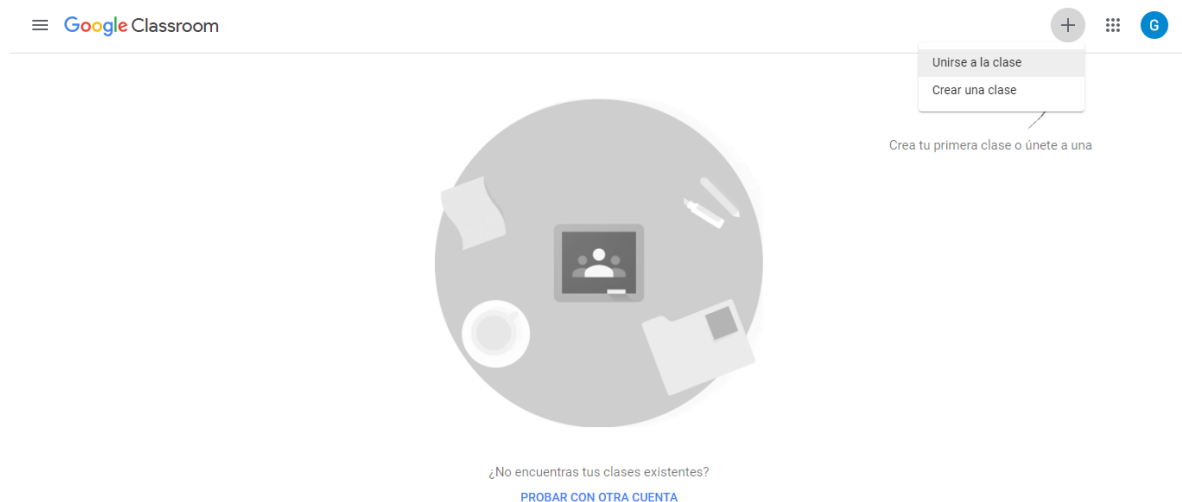 Google Classroom
G
Unirse a la clase
Crear una clase
Crea tu primera clase o únete a una
¿No encuentras tus clases existentes?
PROBAR CON OTRA CUENTA